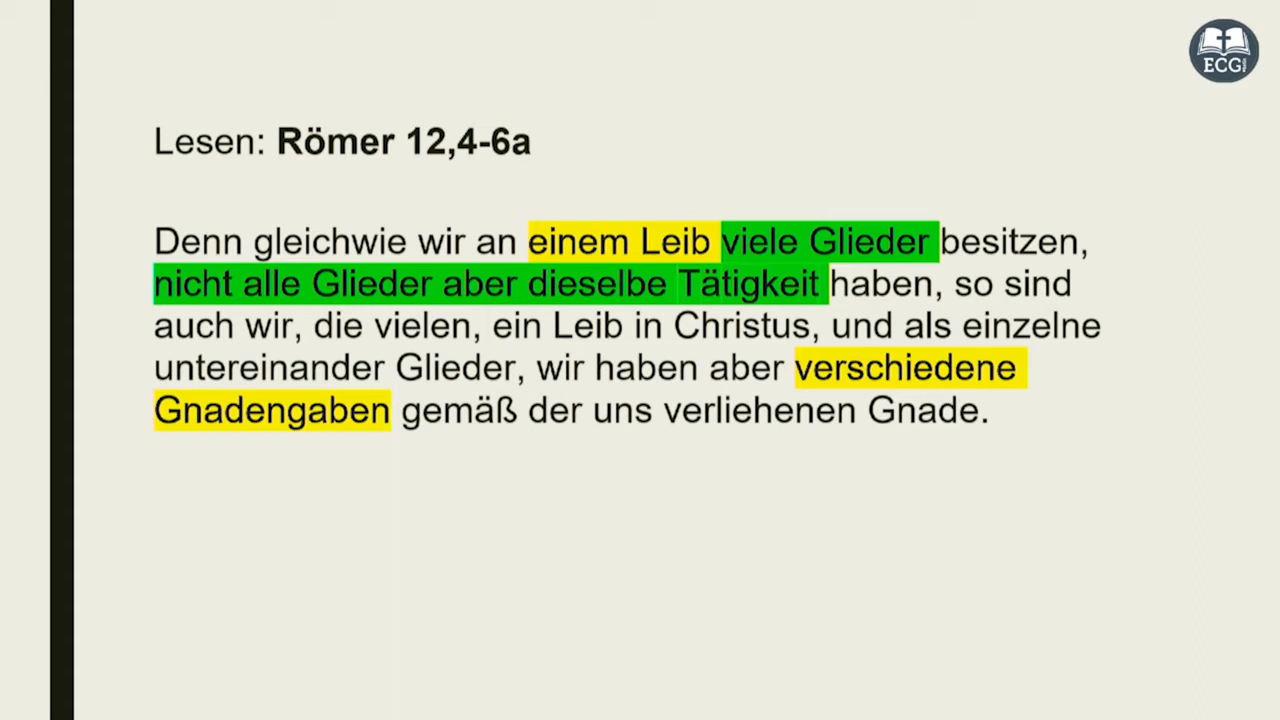 ECG
Lesen: Römer 12,4-6a
Denn gleichwie wir an einem Leib viele Glieder besitzen,
nicht alle Glieder aber dieselbe Tätigkeit haben, so sind
auch wir, die vielen, ein Leib in Christus, und als einzelne
untereinander Glieder, wir haben aber verschiedene
Gnadengaben gemäß der uns verliehenen Gnade.